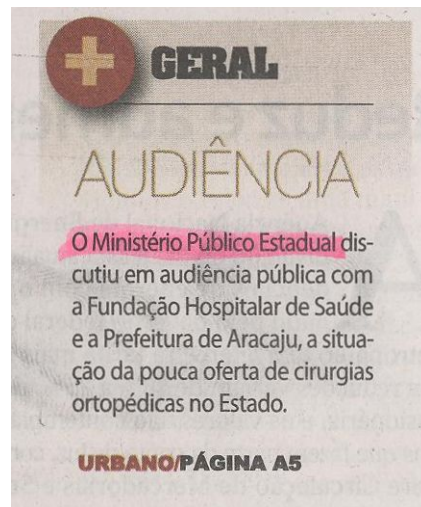 GERAL
AUDIÊNCIA
O Ministério Público Estadual dis-
cutiu em audiência pública com
a Fundação Hospitalar de Saúde
e a Prefeitura de Aracaju, a situa-
ção da pouca oferta de cirurgias
ortopédicas no Estado.
URBANO/PÁGINA A5